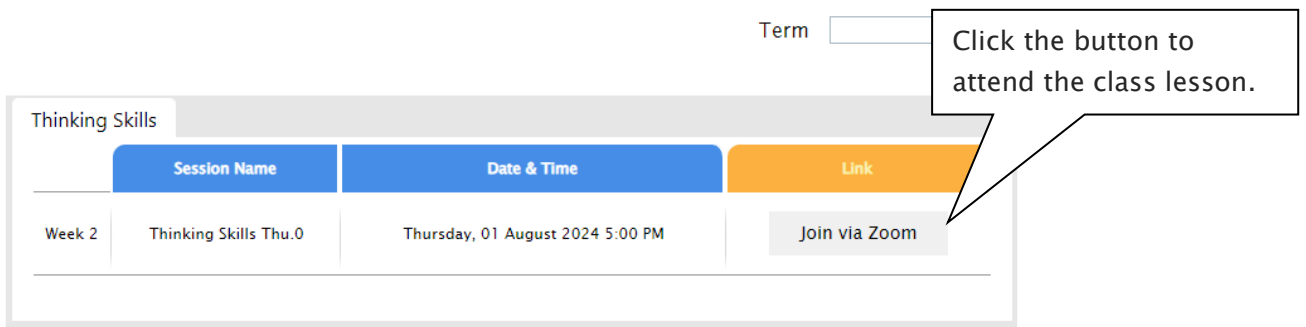 Term
Click the button to
attend the class lesson.
Thinking Skills
Session Name Date & Time Link
Week 2 Thinking Skills Thu.0 Thursday, 01 August 2024 5:00 PM Join via Zoom